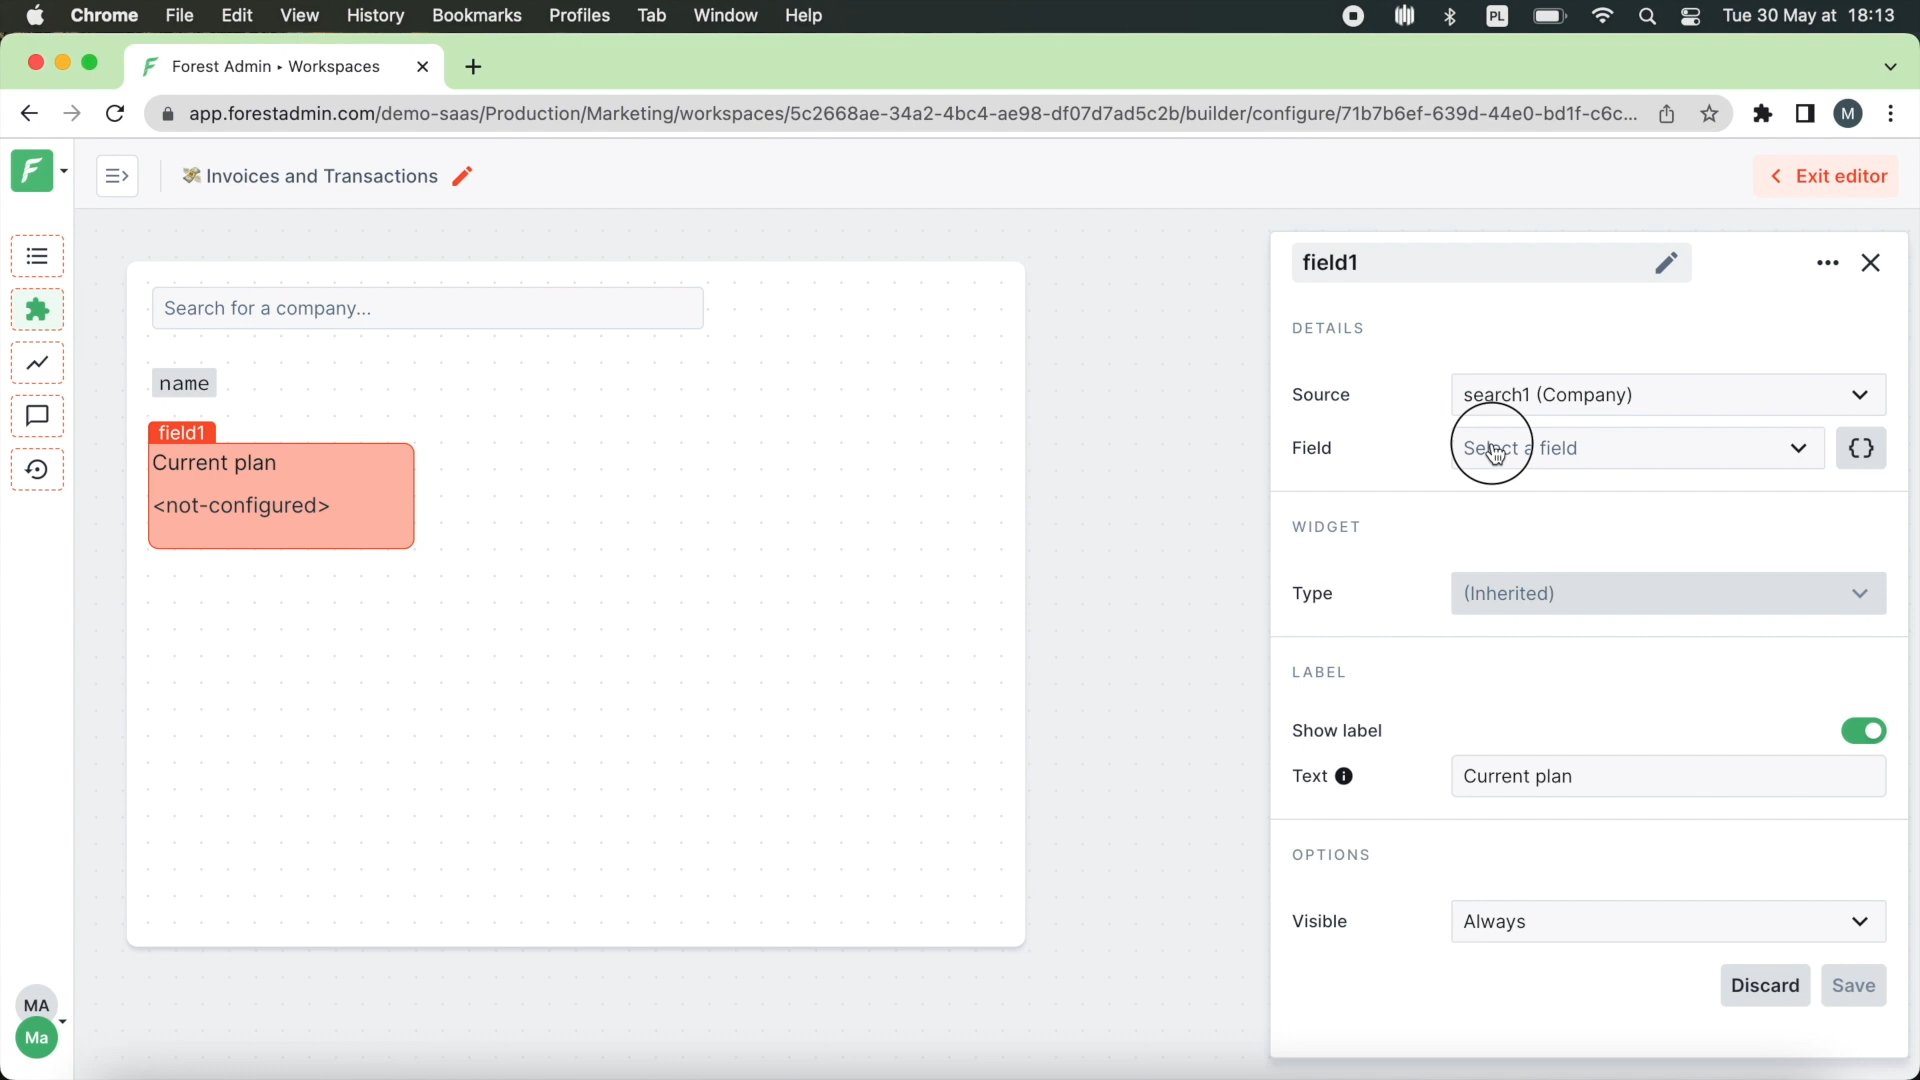 Chrome File Edit View History Bookmarks Profiles Tab Window Help PL Tue 30 May at 18:13
Forest Admin • Workspaces
app.forestadmin.com/demo-saas/Production/Marketing/workspaces/5c2668ae-34a2-4bc4-ae98-df07d7ad5c2b/builder/configure/71b7b6ef-639d-44e0-bd1f-c6c... M
Invoices and Transactions
Exit editor
field1
DETAILS
Search for a company...
name
Source search1 (Company)
field1
Field Select a field {}
Current plan
<not-configured>
WIDGET
Type (Inherited)
LABEL
Show label
Text Current plan
OPTIONS
Visible Always
Discard Save
MA
Ma